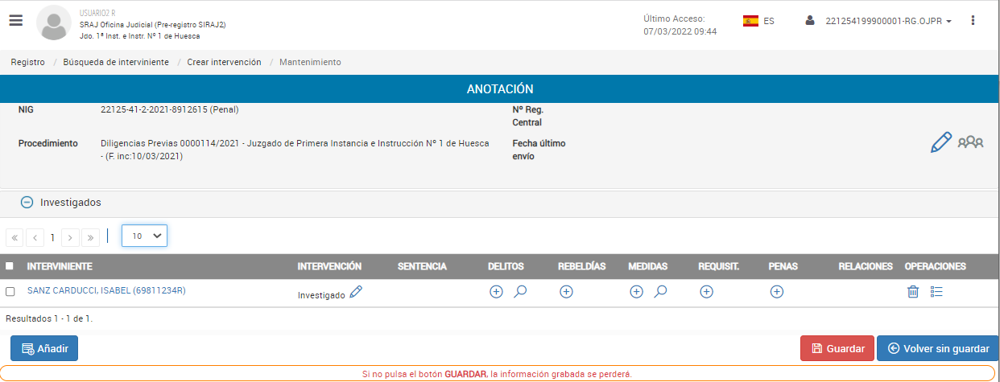 USUARIO2 R
SRAJ Oficina Judicial (Pre-registro SIRAJ2)
Jdo. 1ª Inst. e Instr. Nº 1 de Huesca
Último Acceso:
07/03/2022 09:44
ES
221254199900001-RG.OJPR
Registro / Búsqueda de interviniente / Crear intervención / Mantenimiento
ANOTACIÓN
NIG 22125-41-2-2021-8912615 (Penal) Nº Reg.
Central
Procedimiento Diligencias Previas 0000114/2021 - Juzgado de Primera Instancia e Instrucción Nº 1 de Huesca Fecha último
- (F. inc:10/03/2021) envío
Investigados
« < 1 > » 10
INTERVINIENTE INTERVENCIÓN SENTENCIA DELITOS REBELDÍAS MEDIDAS REQUISIT. PENAS RELACIONES OPERACIONES
SANZ CARDUCCI, ISABEL (69811234R) Investigado
Resultados 1 - 1 de 1.
Añadir Guardar Volver sin guardar
Si no pulsa el botón GUARDAR, la información grabada se perderá.